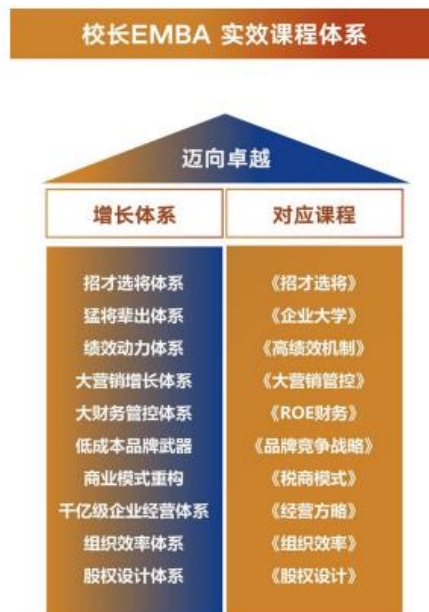 校长EMBA 实效课程体系
迈向卓越
增长体系 对应课程
招才选将体系 《招才选将》
猛将辈出体系 《企业大学》
绩效动力体系 《高绩效机制》
大营销增长体系 《大营销管控》
大财务管控体系 《ROE财务》
低成本品牌武器 《品牌竞争战略》
商业模式重构 《税商模式》
千亿级企业经营体系 《经营方略》
组织效率体系 《组织效率》
股权设计体系 《股权设计》